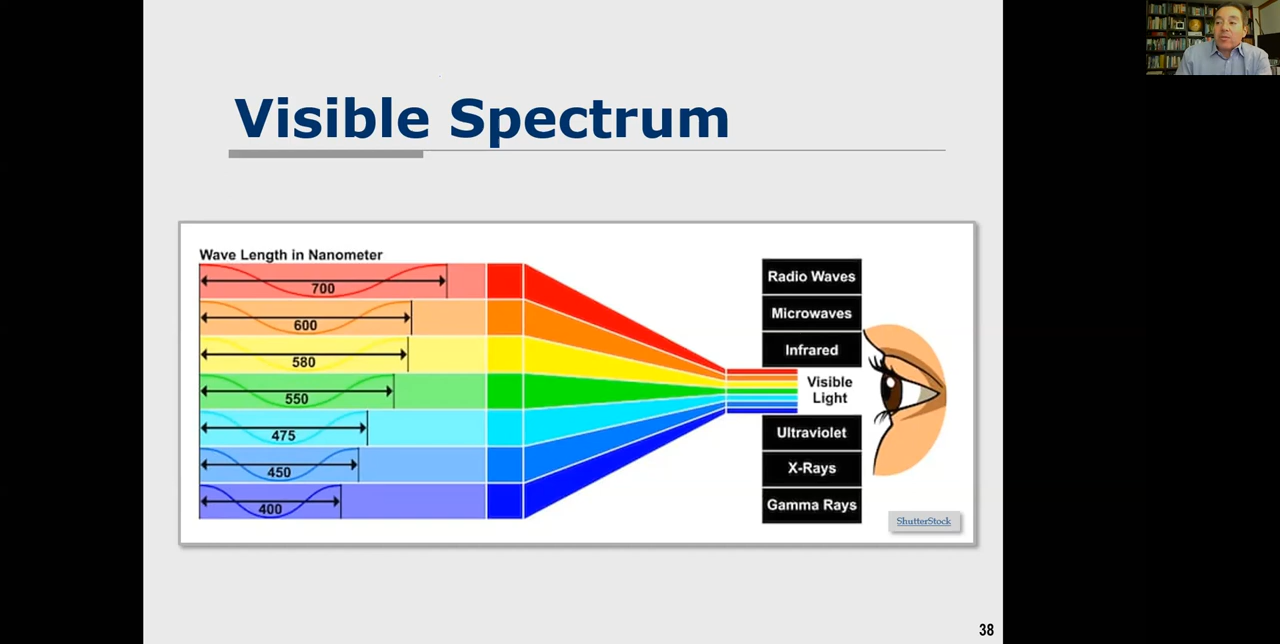 Visible Spectrum
Wave Length in Nanometer
700
600
580
550
475
450
400
Radio Waves
Microwaves
Infrared
Visible
Light
Ultraviolet
X-Rays
Gamma Rays
ShutterStock
38